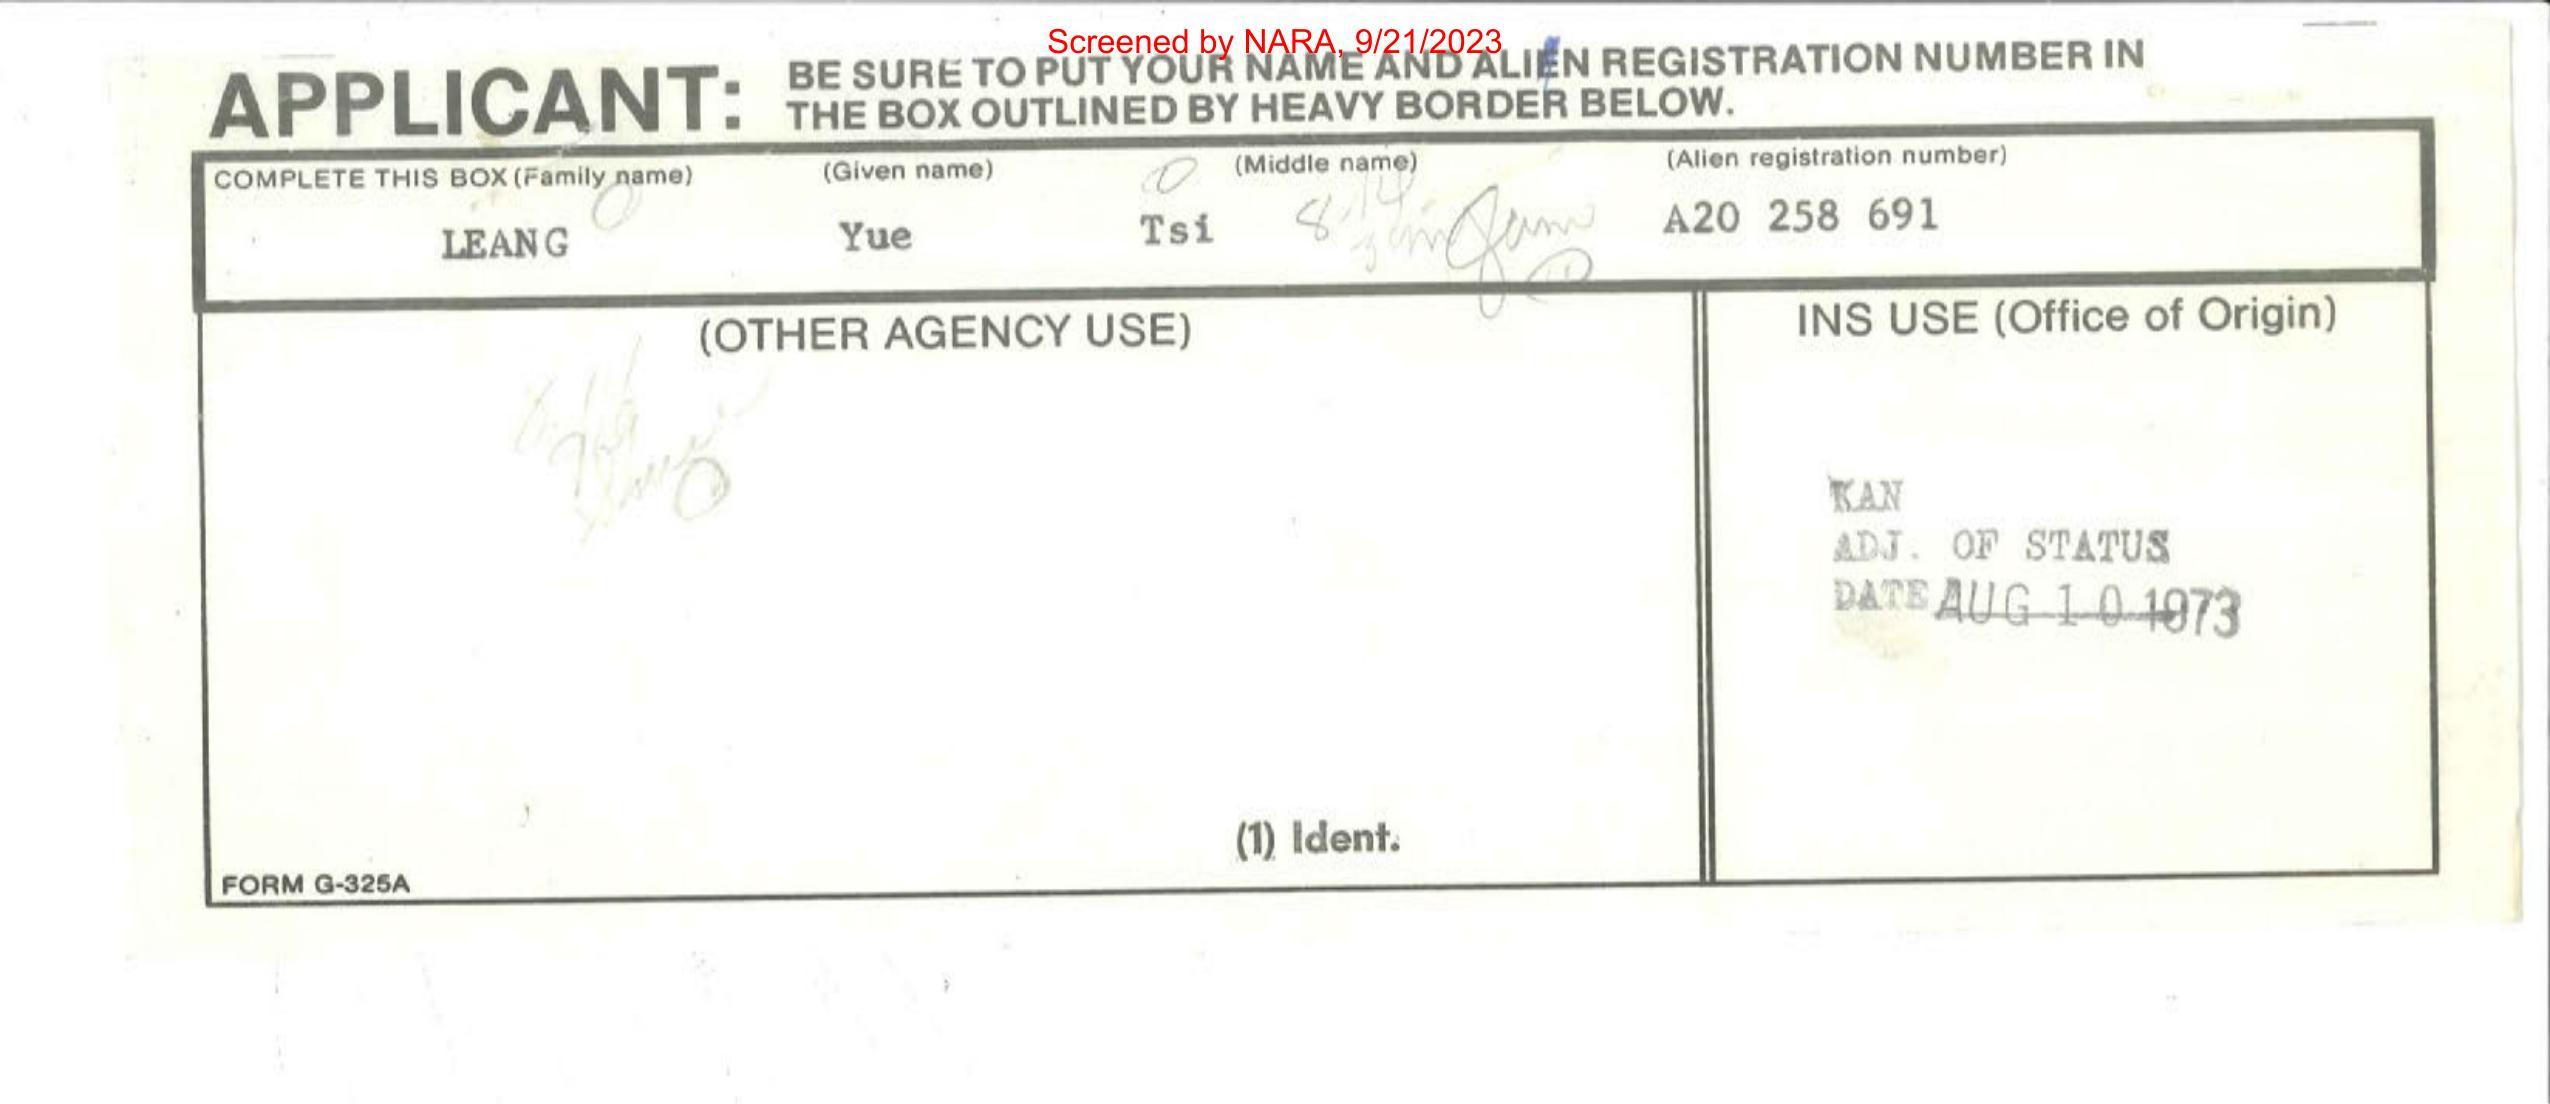 Screened by NARA, 9/21/2023
APPLICANT: BE SURE TO PUT YOUR NAME AND ALIEN REGISTRATION NUMBER IN
THE BOX OUTLINED BY HEAVY BORDER BELOW.
COMPLETE THIS BOX (Family name) (Given name) (Middle name) (Alien registration number)
LEANG Yue Tsi A20 258 691
(OTHER AGENCY USE)
INS USE (Office of Origin)
KAN
ADJ. OF STATUS
DATE AUG 10 1973
(1) Ident.
FORM G-325A